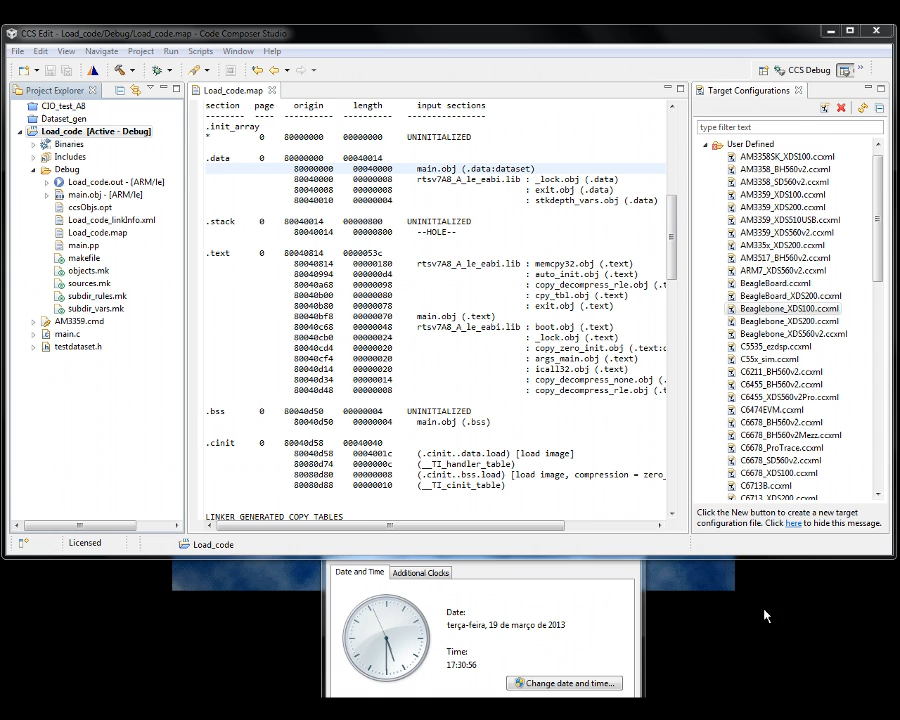 CCS Edit - Load_code/Debug/Load_code.map - Code Composer Studio
File Edit View Navigate Project Run Scripts Window Help
CCS Debug
Project Explorer
CIO_test_A8
Dataset_gen
Load_code [Active - Debug]
Binaries
Includes
Debug
Load_code.out - [ARM/le]
main.obj - [ARM/le]
ccsObjs.opt
Load_code_linkInfo.xml
Load_code.map
main.pp
makefile
objects.mk
sources.mk
subdir_rules.mk
subdir_vars.mk
AM3359.cmd
main.c
testdataset.h
Load_code.map
section page origin length input sections
-------- ---- ---------- ---------- ----------------
.init_array
* 0 80000000 00000000 UNINITIALIZED
.data 0 80000000 00040014
80000000 00040000 main.obj (.data:dataset)
80040000 00000008 rtsv7A8_A_le_eabi.lib : _lock.obj (.data)
80040008 00000008 : exit.obj (.data)
80040010 00000004 : stkdepth_vars.obj (.data)
.stack 0 80040014 00000800 UNINITIALIZED
80040014 00000800 --HOLE--
.text 0 80040814 0000053c
80040814 00000180 rtsv7A8_A_le_eabi.lib : memcpy32.obj (.text)
80040994 000000d4 : auto_init.obj (.text)
80040a68 00000098 : copy_decompress_rle.obj (.t
80040b00 00000080 : cpy_tbl.obj (.text)
80040b80 00000078 : exit.obj (.text)
80040bf8 00000070 main.obj (.text)
80040c68 00000048 rtsv7A8_A_le_eabi.lib : boot.obj (.text)
80040cb0 00000024 : _lock.obj (.text)
80040cd4 00000020 : copy_zero_init.obj (.text:d
80040cf4 00000020 : args_main.obj (.text)
80040d14 00000020 : icall32.obj (.text)
80040d34 00000014 : copy_decompress_none.obj (.
80040d48 00000008 : copy_decompress_rle.obj (.t
.bss 0 80040d50 00000004 UNINITIALIZED
80040d50 00000004 main.obj (.bss)
.cinit 0 80040d58 00040040
80040d58 0004001c (.cinit..data.load) [load image]
80080d74 0000000c (__TI_handler_table)
80080d80 00000008 (.cinit..bss.load) [load image, compression = zero_
80080d88 00000010 (__TI_cinit_table)
LINKER GENERATED COPY TABLES
Target Configurations
type filter text
User Defined
AM3358SK_XDS100.ccxml
AM3358_BH560v2.ccxml
AM3358_SD560v2.ccxml
AM3359_XDS100.ccxml
AM3359_XDS200.ccxml
AM3359_XDS510USB.ccxml
AM3359_XDS560v2.ccxml
AM335x_XDS200.ccxml
AM3517_BH560v2.ccxml
ARM7_XDS200.ccxml
BeagleBoard.ccxml
BeagleBoard_XDS200.ccxml
Beaglebone_XDS100.ccxml
Beaglebone_XDS200.ccxml
Beaglebone_XDS560v2.ccxml
C5535_ezdsp.ccxml
C55x_sim.ccxml
C6211_BH560v2.ccxml
C6455_BH560v2.ccxml
C6455_XDS560v2Pro.ccxml
C6474EVM.ccxml
C6678_BH560v2.ccxml
C6678_BH560v2Mezz.ccxml
C6678_ProTrace.ccxml
C6678_SD560v2.ccxml
C6678_XDS100.ccxml
C6713B.ccxml
C6713_XDS200.ccxml
Click the New button to create a new target
configuration file. Click here to hide this message.
Licensed
Load_code
Date and Time Additional Clocks
Date:
terça-feira, 19 de março de 2013
Time:
17:30:56
Change date and time...